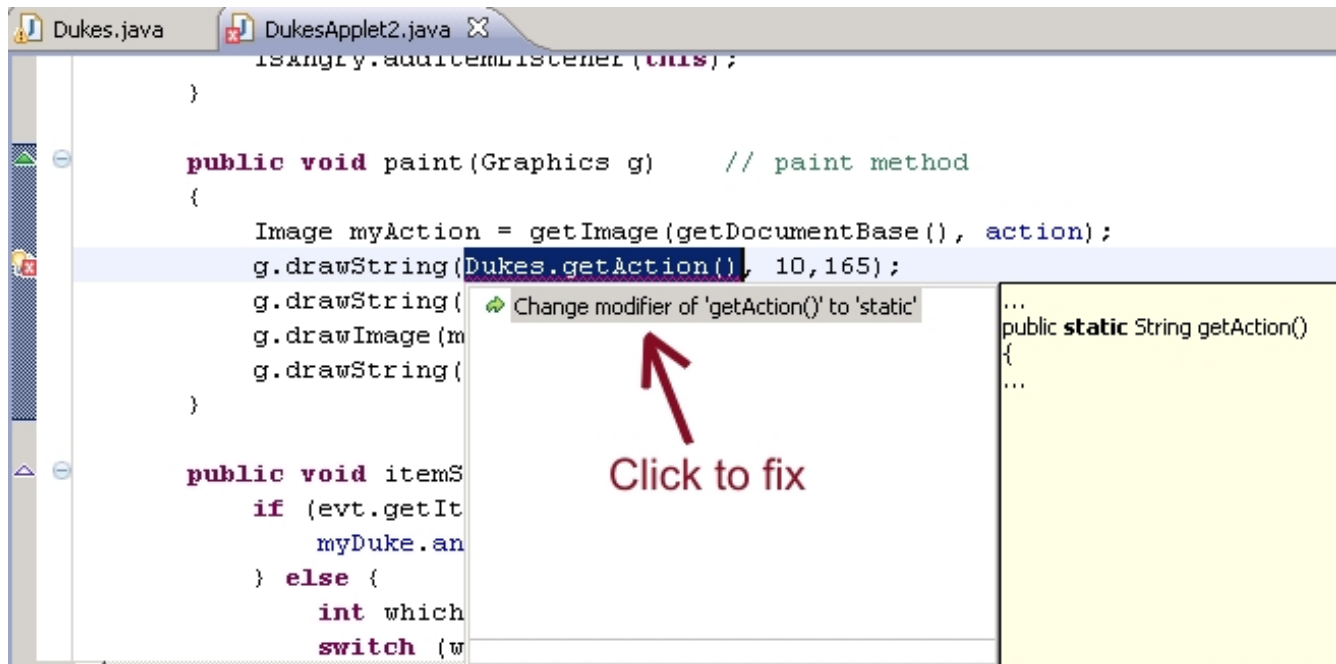 Dukes.java DukesApplet2.java
isAngry.addItemListener(this);
}
public void paint(Graphics g) // paint method
{
Image myAction = getImage(getDocumentBase(), action);
g.drawString(Dukes.getAction(), 10,165);
g.drawString(
g.drawImage(m
g.drawString(
}
public void itemS
if (evt.getIt
myDuke.an
} else {
int which
switch (w
Change modifier of 'getAction()' to 'static'
Click to fix
...
public static String getAction()
{
...